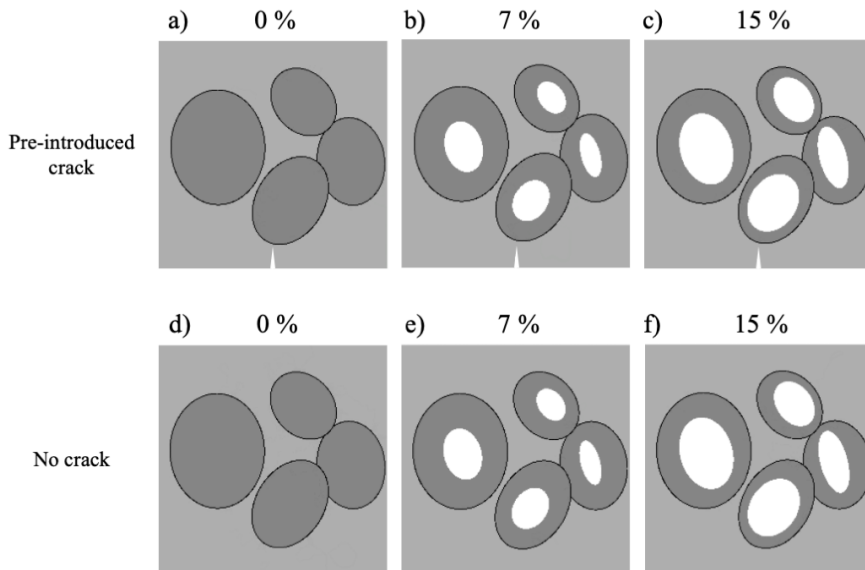 a) 0 % b) 7 % c) 15 %
Pre-introduced
crack
d) 0 % e) 7 % f) 15 %
No crack